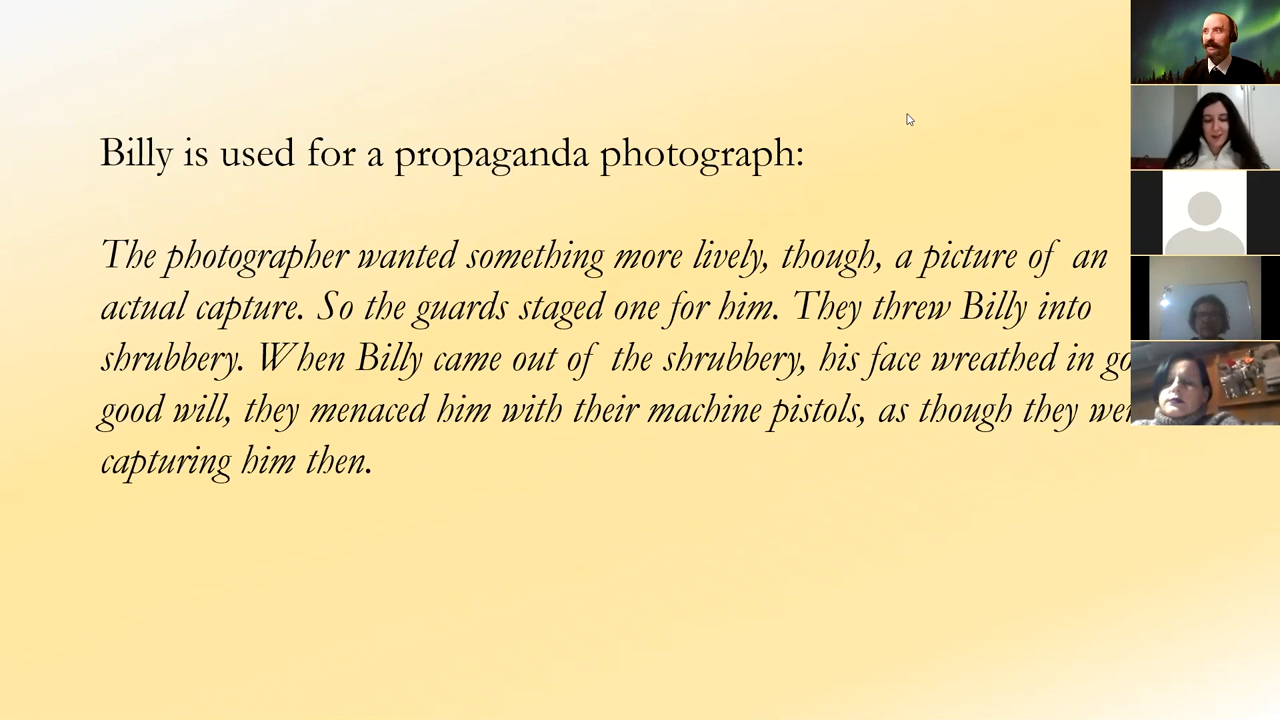 Billy is used for a propaganda photograph:
The photographer wanted something more lively, though, a picture of an
actual capture. So the guards staged one for him. They threw Billy into
shrubbery. When Billy came out of the shrubbery, his face wreathed in
good will, they menaced him with their machine pistols, as though they
capturing him then.